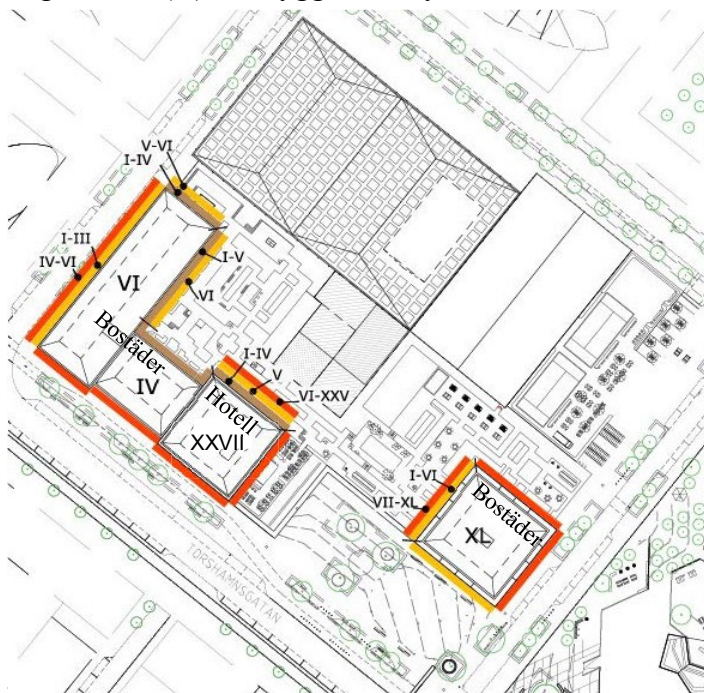 V-VI
I-IV
I-III
IV-VI
I-V
VI
VI
Bostäder
IV
I-IV
V
VI-XXV
Hotell
XXVII
I-VI
VII-XL
Bostäder
XL
TORSHAMNSGATAN